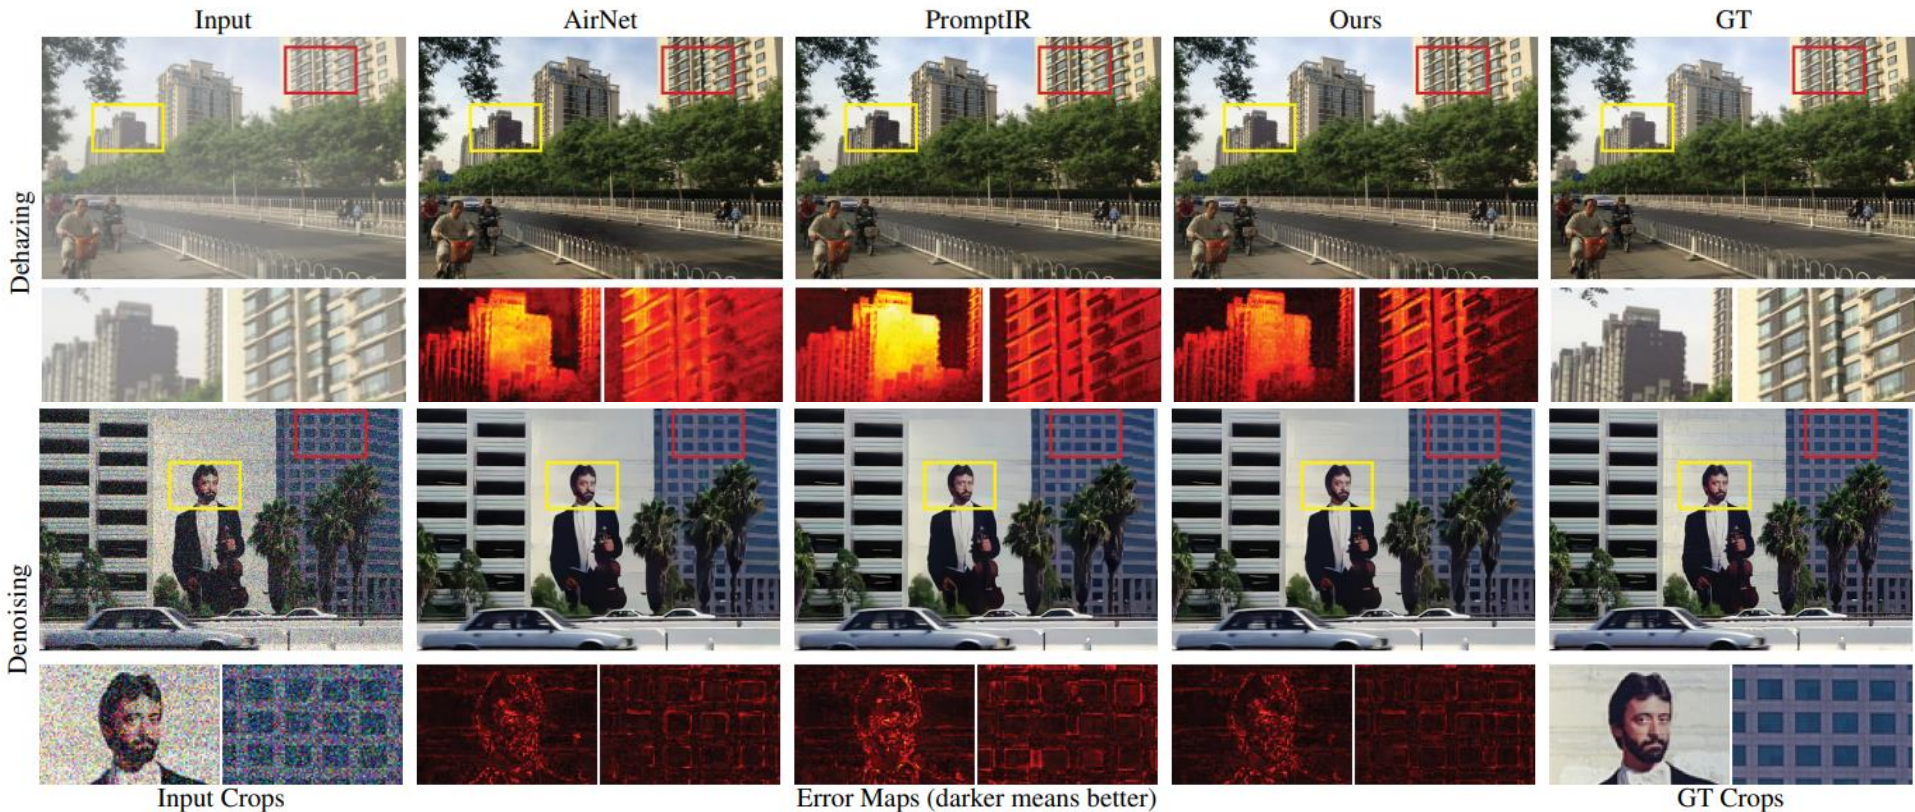 Input
AirNet
PromptIR
Ours
GT
Dehazing
Denoising
Input Crops
Error Maps (darker means better)
GT Crops